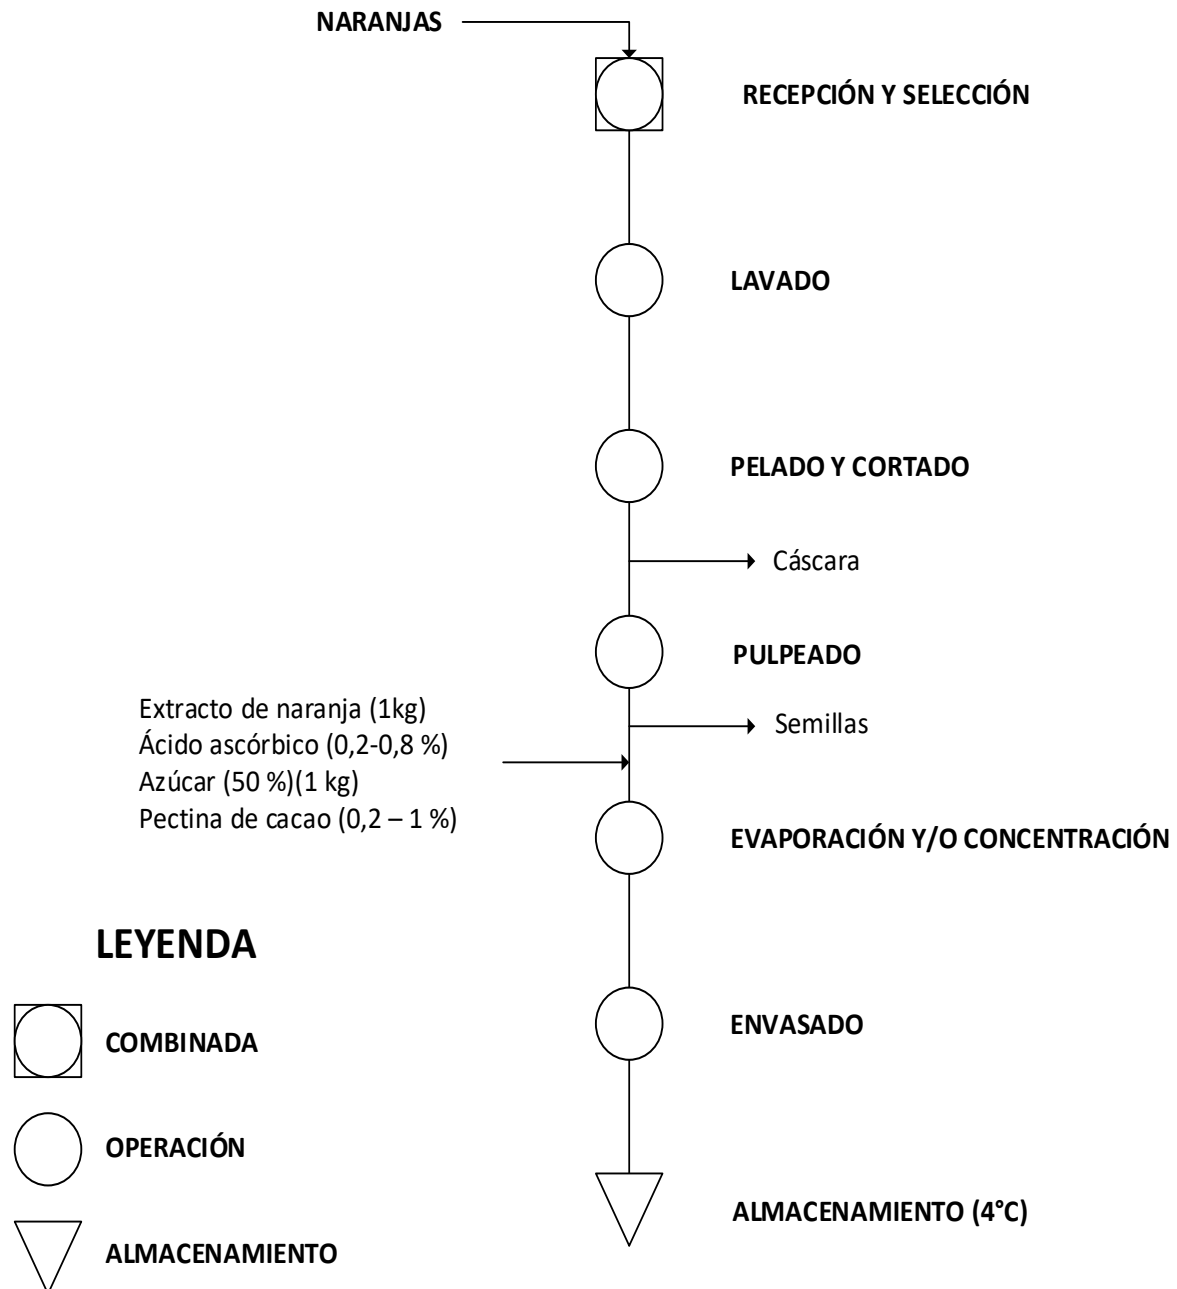 NARANJAS
RECEPCIÓN Y SELECCIÓN
LAVADO
PELADO Y CORTADO
Cáscara
PULPEADO
Extracto de naranja (1kg)
Ácido ascórbico (0,2-0,8 %)
Azúcar (50 %)(1 kg)
Pectina de cacao (0,2 – 1 %)
Semillas
EVAPORACIÓN Y/O CONCENTRACIÓN
ENVASADO
ALMACENAMIENTO (4°C)
LEYENDA
COMBINADA
OPERACIÓN
ALMACENAMIENTO